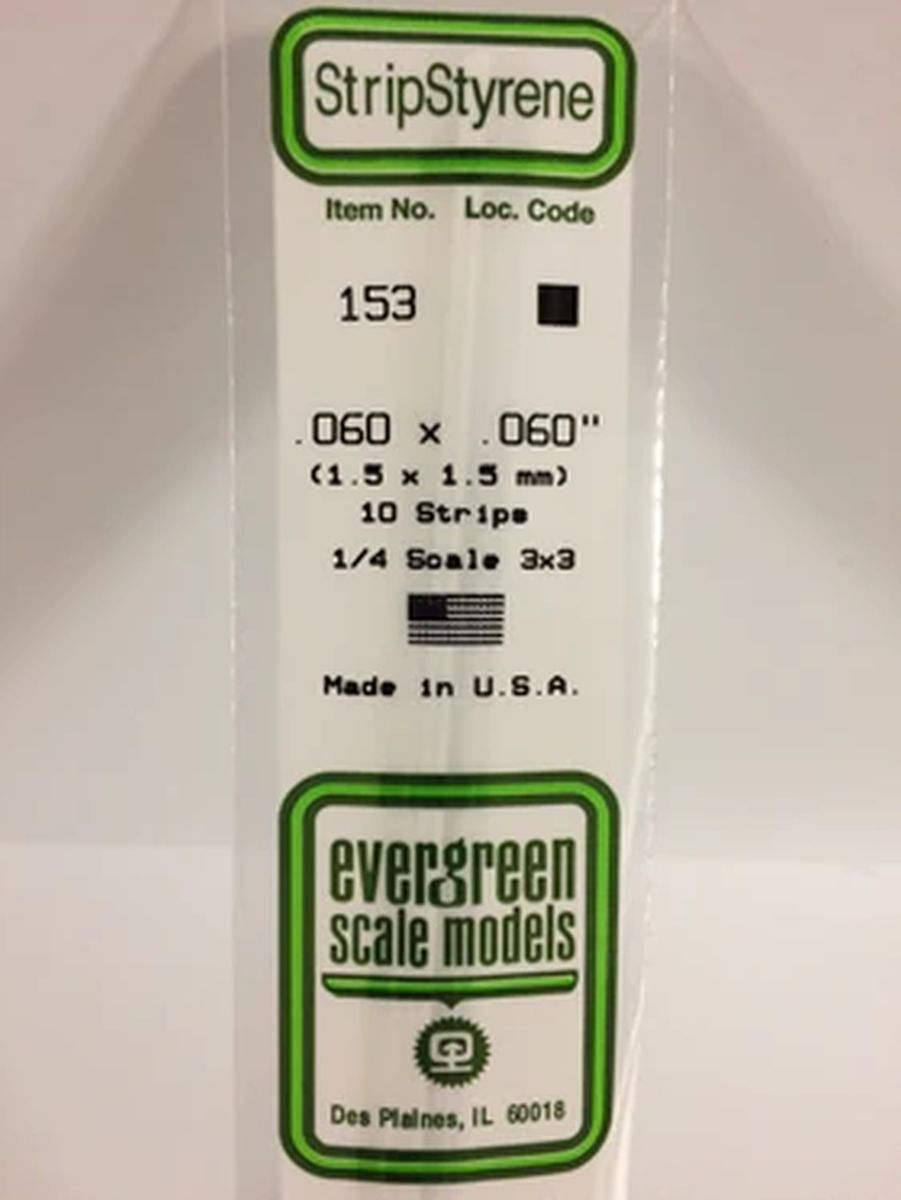 StripStyrene
Item No. Loc. Code
153
.060 x .060"
(1.5 x 1.5 mm)
10 Strips
1/4 Scale 3x3
Made in U.S.A.
evergreen
scale models
Des Plaines, IL 60018